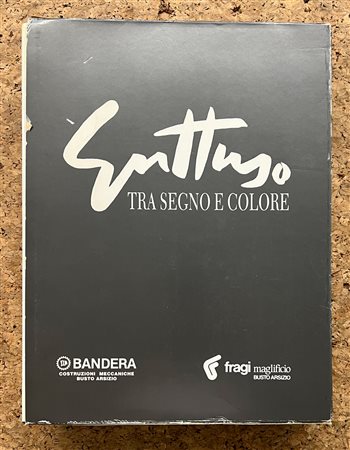 Guttuso
TRA SEGNO E COLORE
BANDERA
COSTRUZIONI MECCANICHE
BUSTO ARSIZIO
fragi maglificio
BUSTO ARSIZIO